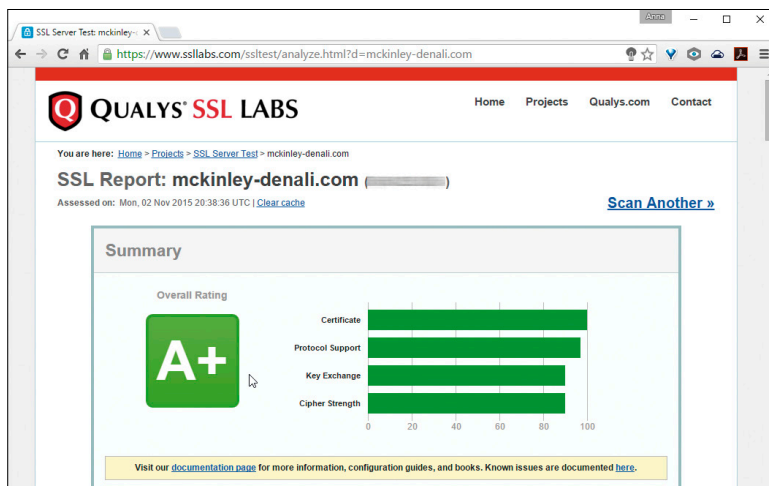 Anna
SSL Server Test: mckinley-
https://www.ssllabs.com/ssltest/analyze.html?d=mckinley-denali.com
QUALYS® SSL LABS
Home Projects Qualys.com Contact
You are here: Home > Projects > SSL Server Test > mckinley-denali.com
SSL Report: mckinley-denali.com ( )
Assessed on: Mon, 02 Nov 2015 20:38:36 UTC | Clear cache
Scan Another »
Summary
Overall Rating
A+
Certificate
Protocol Support
Key Exchange
Cipher Strength
0 20 40 60 80 100
Visit our documentation page for more information, configuration guides, and books. Known issues are documented here.